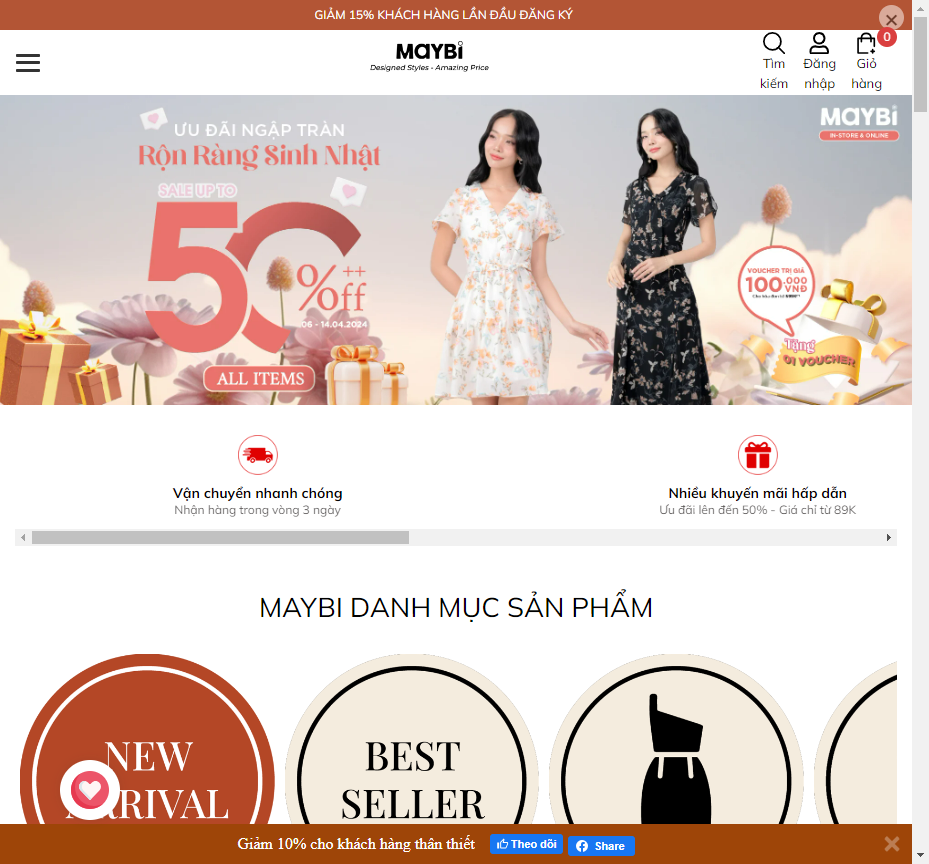 GIẢM 15% KHÁCH HÀNG LẦN ĐẦU ĐĂNG KÝ
MAYBI
Designed Styles - Amazing Price
Tìm kiếm
Đăng nhập
0
Giỏ hàng
ƯU ĐÃI NGẬP TRÀN
Rộn Ràng Sinh Nhật
SALE UP TO
50%++
off
06 - 14.04.2024
ALL ITEMS
MAYBI
IN-STORE & ONLINE
VOUCHER TRỊ GIÁ
100.000 VNĐ
Tặng
01 VOUCHER
Vận chuyển nhanh chóng
Nhận hàng trong vòng 3 ngày
Nhiều khuyến mãi hấp dẫn
Ưu đãi lên đến 50% - Giá chỉ từ 89K
MAYBI DANH MỤC SẢN PHẨM
NEW
ARRIVAL
BEST
SELLER
Giảm 10% cho khách hàng thân thiết
Theo dõi
Share